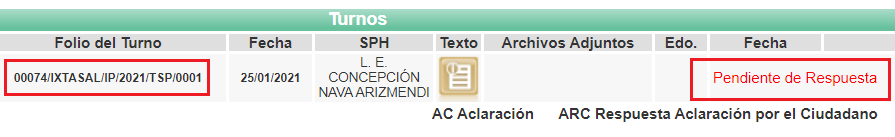 Turnos
Folio del Turno Fecha SPH Texto Archivos Adjuntos Edo. Fecha
00074/IXTASAL/IP/2021/TSP/0001 25/01/2021 L. E. CONCEPCIÓN NAVA ARIZMENDI Pendiente de Respuesta
AC Aclaración ARC Respuesta Aclaración por el Ciudadano